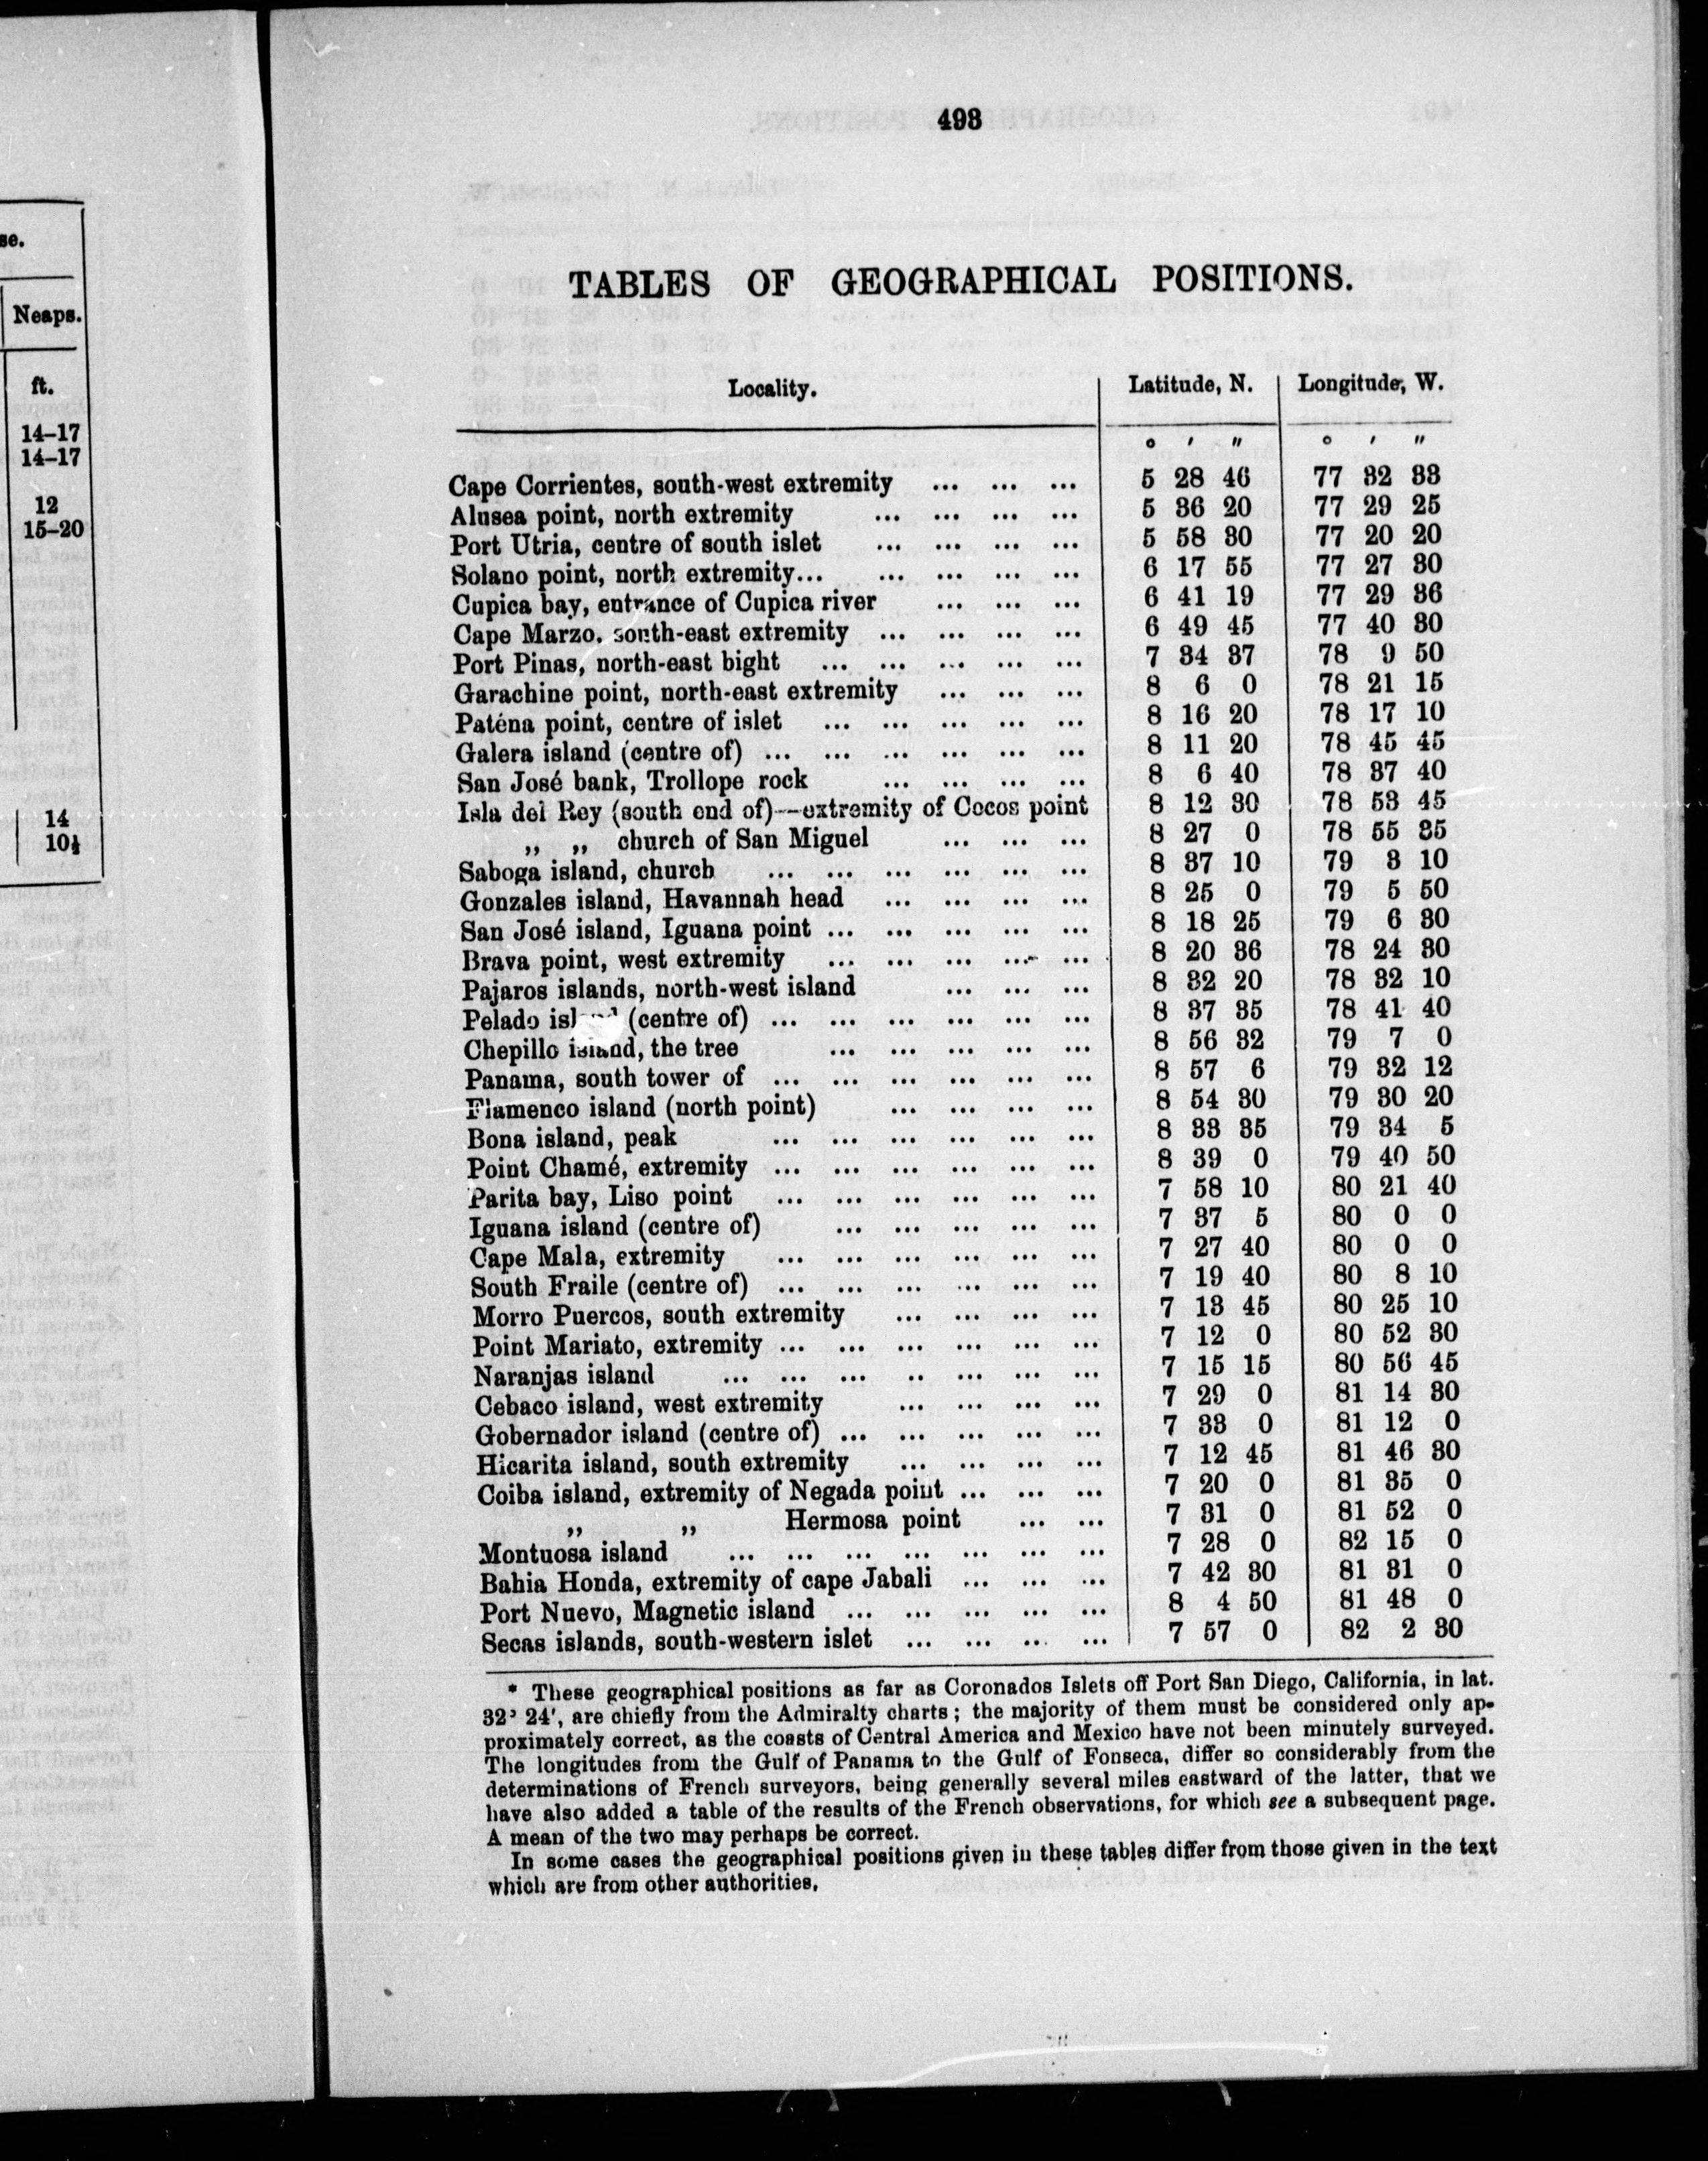 se.
Neaps.
ft.
14–17
14–17
12
15–20
14
10½
493
TABLES OF GEOGRAPHICAL POSITIONS.
Locality. Latitude, N. Longitude, W.
° ′ ″ ° ′ ″
Cape Corrientes, south-west extremity ... ... ... 5 28 46 77 32 33
Alusea point, north extremity ... ... ... ... 5 36 20 77 29 25
Port Utria, centre of south islet ... ... ... ... 5 58 30 77 20 20
Solano point, north extremity... ... ... ... ... 6 17 55 77 27 30
Cupica bay, entrance of Cupica river ... ... ... 6 41 19 77 29 36
Cape Marzo, south-east extremity ... ... ... ... 6 49 45 77 40 30
Port Pinas, north-east bight ... ... ... ... ... 7 34 37 78 9 50
Garachine point, north-east extremity ... ... ... 8 6 0 78 21 15
Paténa point, centre of islet ... ... ... ... ... 8 16 20 78 17 10
Galera island (centre of) ... ... ... ... ... ... 8 11 20 78 45 45
San José bank, Trollope rock ... ... ... ... 8 6 40 78 37 40
Isla del Rey (south end of)—extremity of Cocos point 8 12 30 78 53 45
„ „ church of San Miguel ... ... ... 8 27 0 78 55 35
Saboga island, church ... ... ... ... ... ... 8 37 10 79 3 10
Gonzales island, Havannah head ... ... ... ... 8 25 0 79 5 50
San José island, Iguana point ... ... ... ... ... 8 18 25 79 6 30
Brava point, west extremity ... ... ... ... ... 8 20 36 78 24 30
Pajaros islands, north-west island ... ... ... 8 32 20 78 32 10
Pelado island (centre of) ... ... ... ... ... ... 8 37 35 78 41 40
Chepillo island, the tree ... ... ... ... ... 8 56 32 79 7 0
Panama, south tower of ... ... ... ... ... ... 8 57 6 79 32 12
Flamenco island (north point) ... ... ... ... 8 54 30 79 30 20
Bona island, peak ... ... ... ... ... ... 8 33 35 79 34 5
Point Chamé, extremity ... ... ... ... ... ... 8 39 0 79 40 50
Parita bay, Liso point ... ... ... ... ... ... 7 58 10 80 21 40
Iguana island (centre of) ... ... ... ... ... 7 37 5 80 0 0
Cape Mala, extremity ... ... ... ... ... ... 7 27 40 80 0 0
South Fraile (centre of) ... ... ... ... ... ... 7 19 40 80 8 10
Morro Puercos, south extremity ... ... ... ... 7 13 45 80 25 10
Point Mariato, extremity ... ... ... ... ... ... 7 12 0 80 52 30
Naranjas island ... ... ... .. ... ... ... 7 15 15 80 56 45
Cebaco island, west extremity ... ... ... ... 7 29 0 81 14 30
Gobernador island (centre of) ... ... ... ... ... 7 33 0 81 12 0
Hicarita island, south extremity ... ... ... ... 7 12 45 81 46 30
Coiba island, extremity of Negada point ... ... ... 7 20 0 81 35 0
„ „ Hermosa point ... ... 7 31 0 81 52 0
Montuosa island ... ... ... ... ... ... ... 7 28 0 82 15 0
Bahia Honda, extremity of cape Jabali ... ... ... 7 42 30 81 31 0
Port Nuevo, Magnetic island ... ... ... ... ... 8 4 50 81 48 0
Secas islands, south-western islet ... ... ... ... 7 57 0 82 2 30
* These geographical positions as far as Coronados Islets off Port San Diego, California, in lat.
32° 24′, are chiefly from the Admiralty charts; the majority of them must be considered only ap-
proximately correct, as the coasts of Central America and Mexico have not been minutely surveyed.
The longitudes from the Gulf of Panama to the Gulf of Fonseca, differ so considerably from the
determinations of French surveyors, being generally several miles eastward of the latter, that we
have also added a table of the results of the French observations, for which see a subsequent page.
A mean of the two may perhaps be correct.
In some cases the geographical positions given in these tables differ from those given in the text
which are from other authorities.